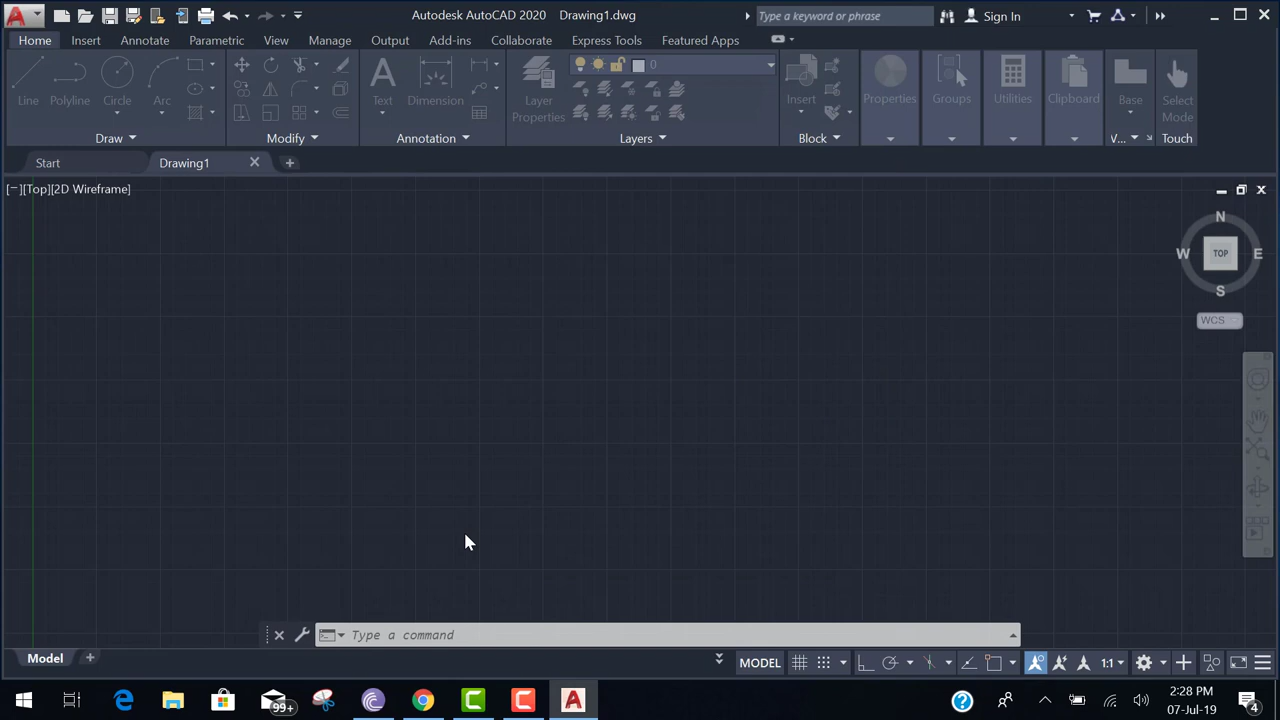 Autodesk AutoCAD 2020 Drawing1.dwg
Type a keyword or phrase
Sign In
Home Insert Annotate Parametric View Manage Output Add-ins Collaborate Express Tools Featured Apps
Line Polyline Circle Arc
Text Dimension
Layer Properties
0
Insert Properties Groups Utilities Clipboard Base Select Mode
Draw Modify Annotation Layers Block V... Touch
Start Drawing1
[−][Top][2D Wireframe]
N
W TOP E
S
WCS
Type a command
Model MODEL 1:1
99+
2:28 PM
07-Jul-19
4